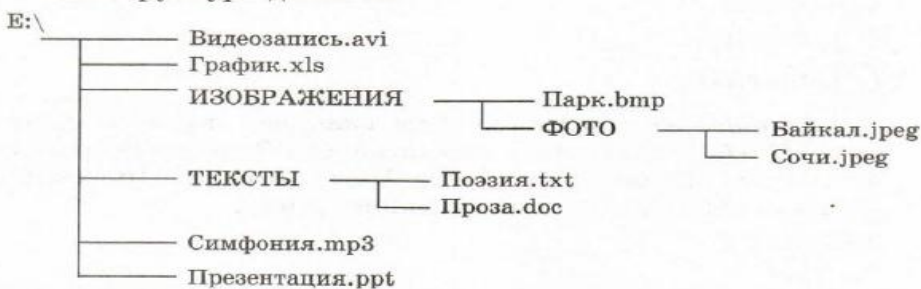 E:\
Видеозапись.avi
График.xls
ИЗОБРАЖЕНИЯ Парк.bmp
ФОТО Байкал.jpeg
Сочи.jpeg
ТЕКСТЫ Поэзия.txt
Проза.doc
Симфония.mp3
Презентация.ppt